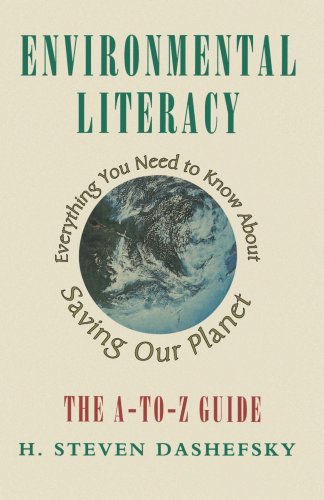 ENVIRONMENTAL
LITERACY
Everything You Need to Know About
Saving Our Planet
THE A-TO-Z GUIDE
H. STEVEN DASHEFSKY